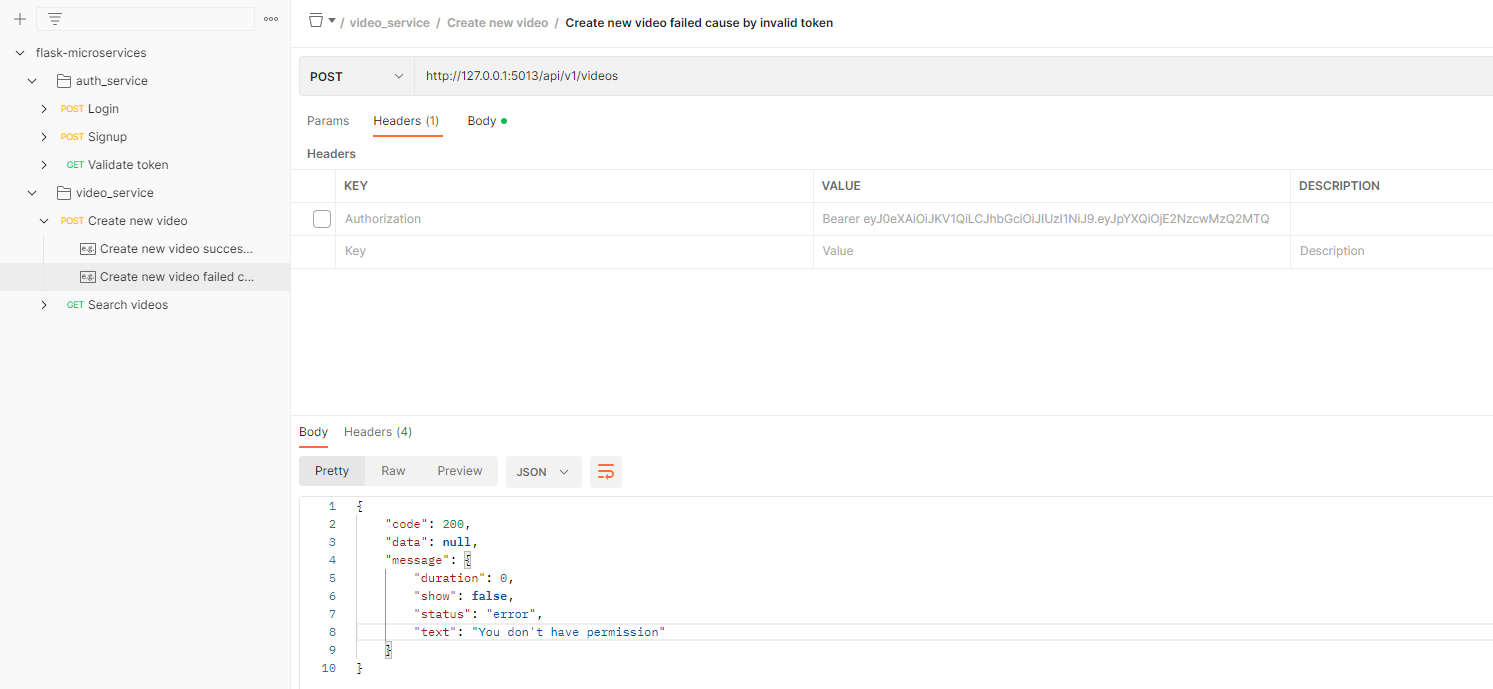 flask-microservices
auth_service
POST Login
POST Signup
GET Validate token
video_service
POST Create new video
e.g. Create new video succes...
e.g. Create new video failed c...
GET Search videos
/ video_service / Create new video / Create new video failed cause by invalid token
POST http://127.0.0.1:5013/api/v1/videos
Params Headers (1) Body
Headers
KEY VALUE DESCRIPTION
Authorization Bearer eyJ0eXAiOiJKV1QiLCJhbGciOiJIUzI1NiJ9.eyJpYXQiOjE2NzcwMzQ2MTQ
Key Value Description
Body Headers (4)
Pretty Raw Preview JSON
1 {
2 "code": 200,
3 "data": null,
4 "message": {
5 "duration": 0,
6 "show": false,
7 "status": "error",
8 "text": "You don't have permission"
9 }
10 }